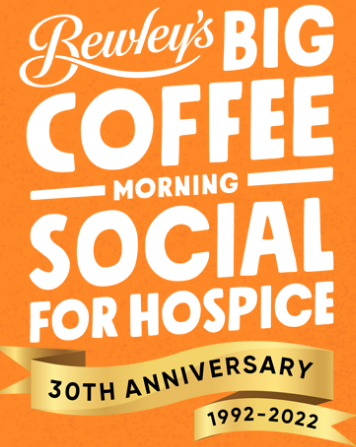 Bewley's BIG
COFFEE
MORNING
SOCIAL
FOR HOSPICE
30TH ANNIVERSARY
1992-2022